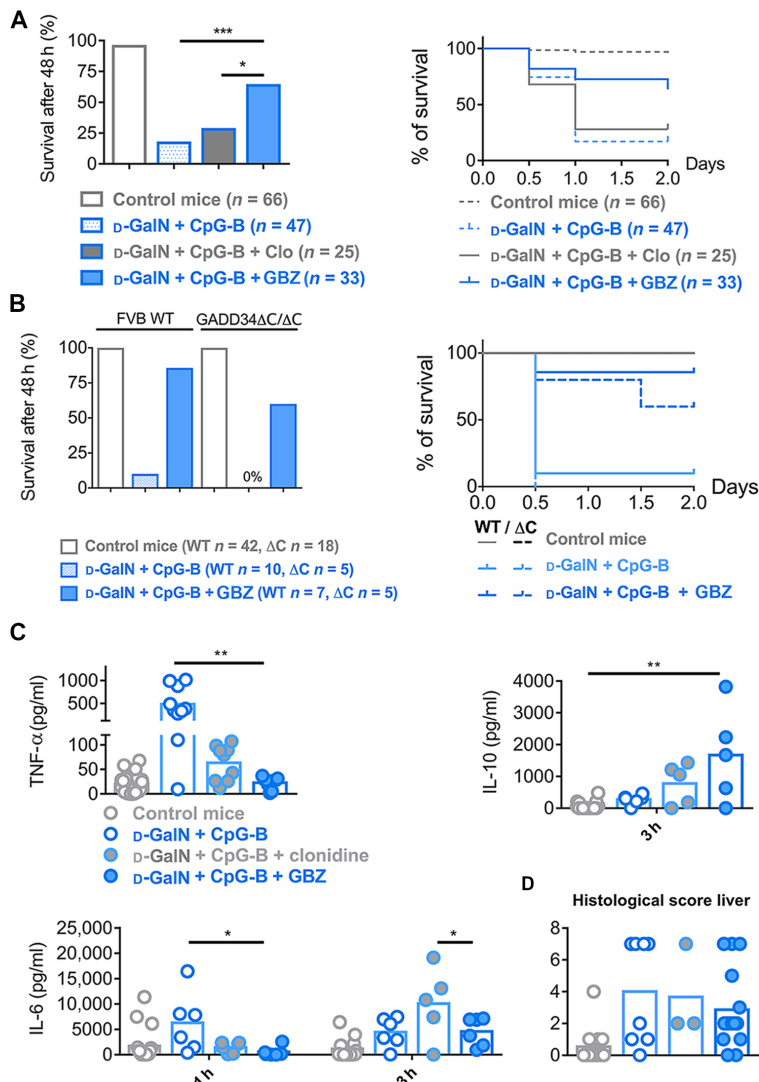 A
Survival after 48 h (%)
100
75
50
25
0
***
*
Control mice (n = 66)
D-GalN + CpG-B (n = 47)
D-GalN + CpG-B + Clo (n = 25)
D-GalN + CpG-B + GBZ (n = 33)
% of survival
100
50
0
0.0 0.5 1.0 1.5 2.0 Days
Control mice (n = 66)
D-GalN + CpG-B (n = 47)
D-GalN + CpG-B + Clo (n = 25)
D-GalN + CpG-B + GBZ (n = 33)
B
FVB WT GADD34ΔC/ΔC
Survival after 48 h (%)
100
75
50
25
0
0%
Control mice (WT n = 42, ΔC n = 18)
D-GalN + CpG-B (WT n = 10, ΔC n = 5)
D-GalN + CpG-B + GBZ (WT n = 7, ΔC n = 5)
% of survival
100
50
0
0.0 0.5 1.0 1.5 2.0 Days
WT / ΔC
Control mice
D-GalN + CpG-B
D-GalN + CpG-B + GBZ
C
TNF-α (pg/ml)
1000
500
100
50
0
**
Control mice
D-GalN + CpG-B
D-GalN + CpG-B + clonidine
D-GalN + CpG-B + GBZ
IL-10 (pg/ml)
4000
3000
2000
1000
0
**
3 h
IL-6 (pg/ml)
25,000
20,000
15,000
10,000
5000
0
*
*
3 h
D
Histological score liver
8
6
4
2
0